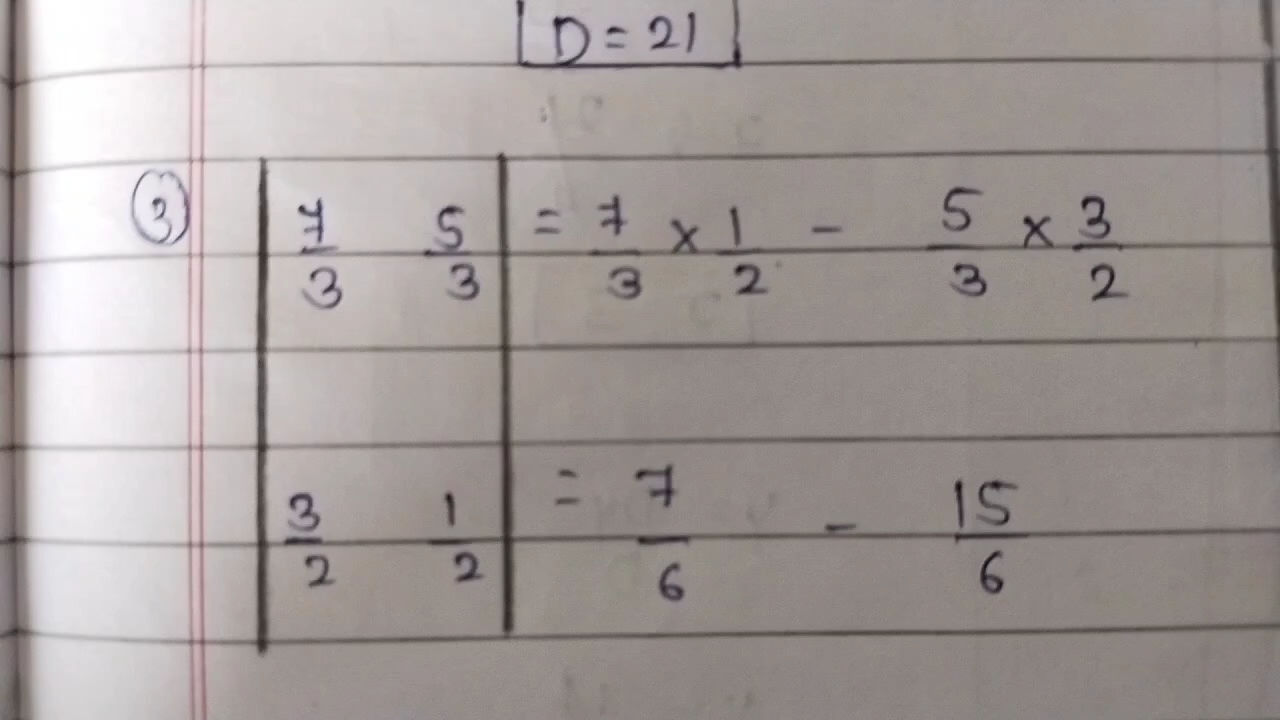 D = 21
3 | 7/3 5/3 | = 7/3 × 1/2 - 5/3 × 3/2
| 3/2 1/2 | = 7/6 - 15/6